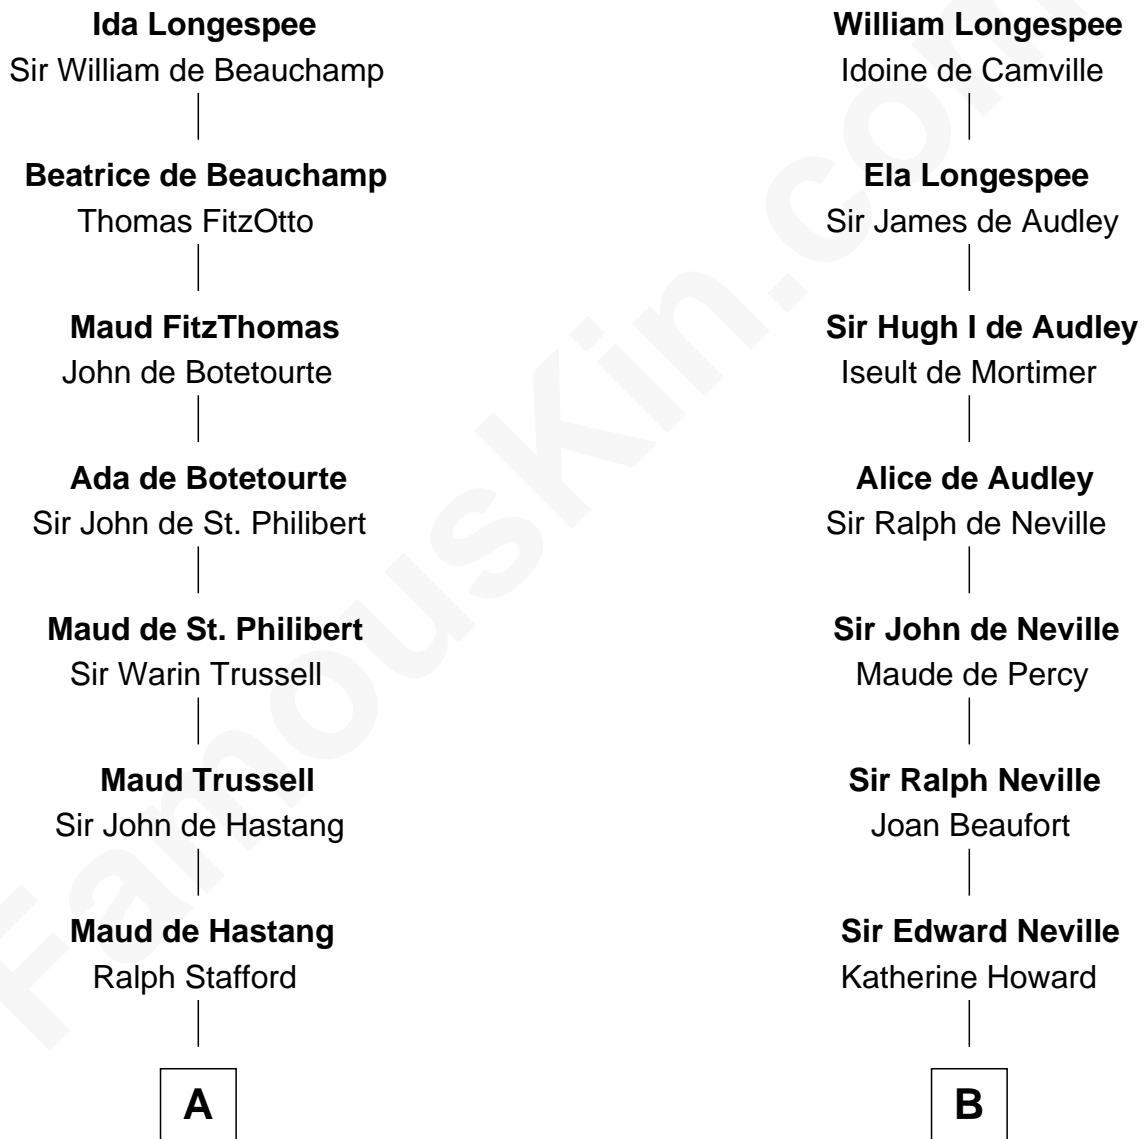 Ida Longespee
Sir William de Beauchamp
Beatrice de Beauchamp
Thomas FitzOtto
Maud FitzThomas
John de Botetourte
Ada de Botetourte
Sir John de St. Philibert
Maud de St. Philibert
Sir Warin Trussell
Maud Trussell
Sir John de Hastang
Maud de Hastang
Ralph Stafford
A
William Longespee
Idoine de Camville
Ela Longespee
Sir James de Audley
Sir Hugh I de Audley
Iseult de Mortimer
Alice de Audley
Sir Ralph de Neville
Sir John de Neville
Maude de Percy
Sir Ralph Neville
Joan Beaufort
Sir Edward Neville
Katherine Howard
B
FamousKin.com